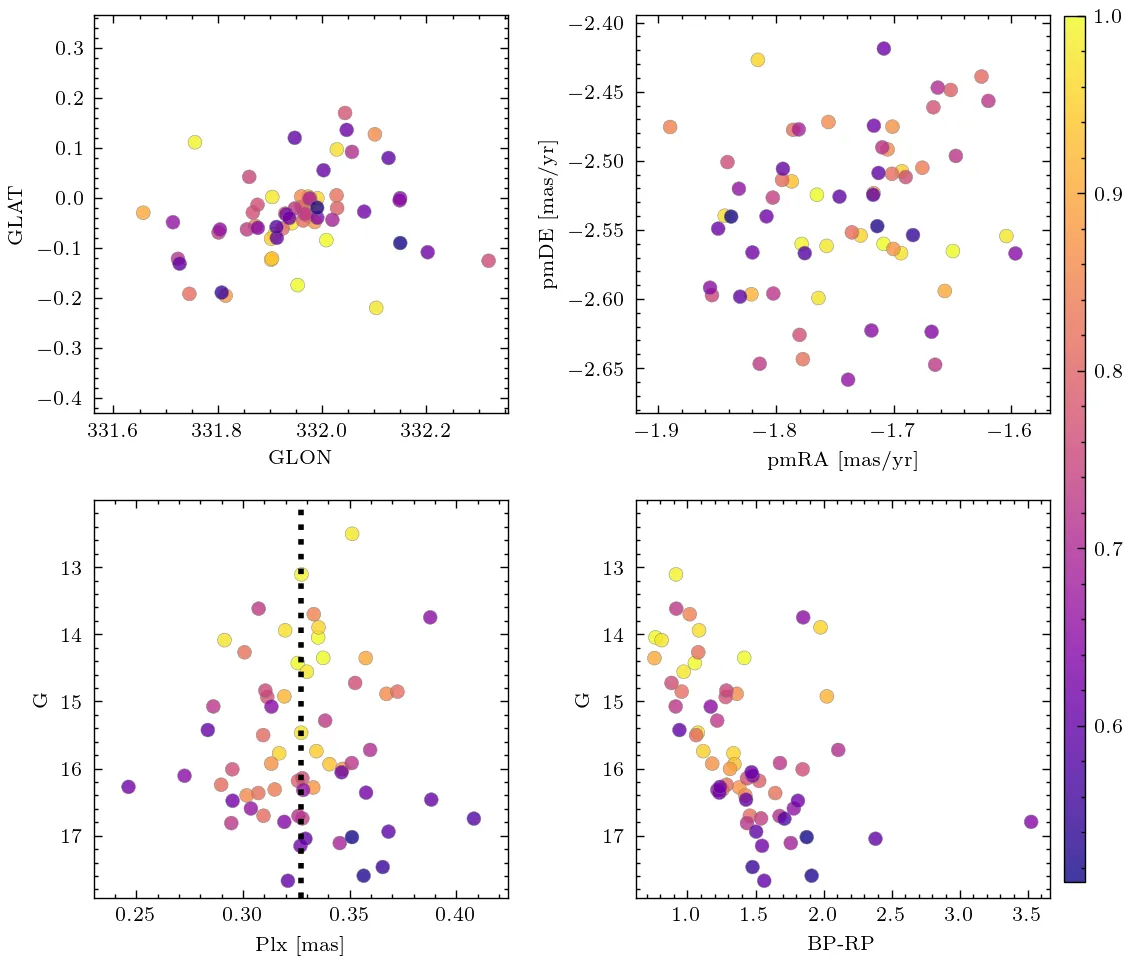 0.3
0.2
0.1
0.0
−0.1
−0.2
−0.3
−0.4
GLAT
331.6 331.8 332.0 332.2
GLON
−2.40
−2.45
−2.50
−2.55
−2.60
−2.65
pmDE [mas/yr]
−1.9 −1.8 −1.7 −1.6
pmRA [mas/yr]
1.0
0.9
0.8
0.7
0.6
13
14
15
16
17
G
0.25 0.30 0.35 0.40
Plx [mas]
13
14
15
16
17
G
1.0 1.5 2.0 2.5 3.0 3.5
BP-RP